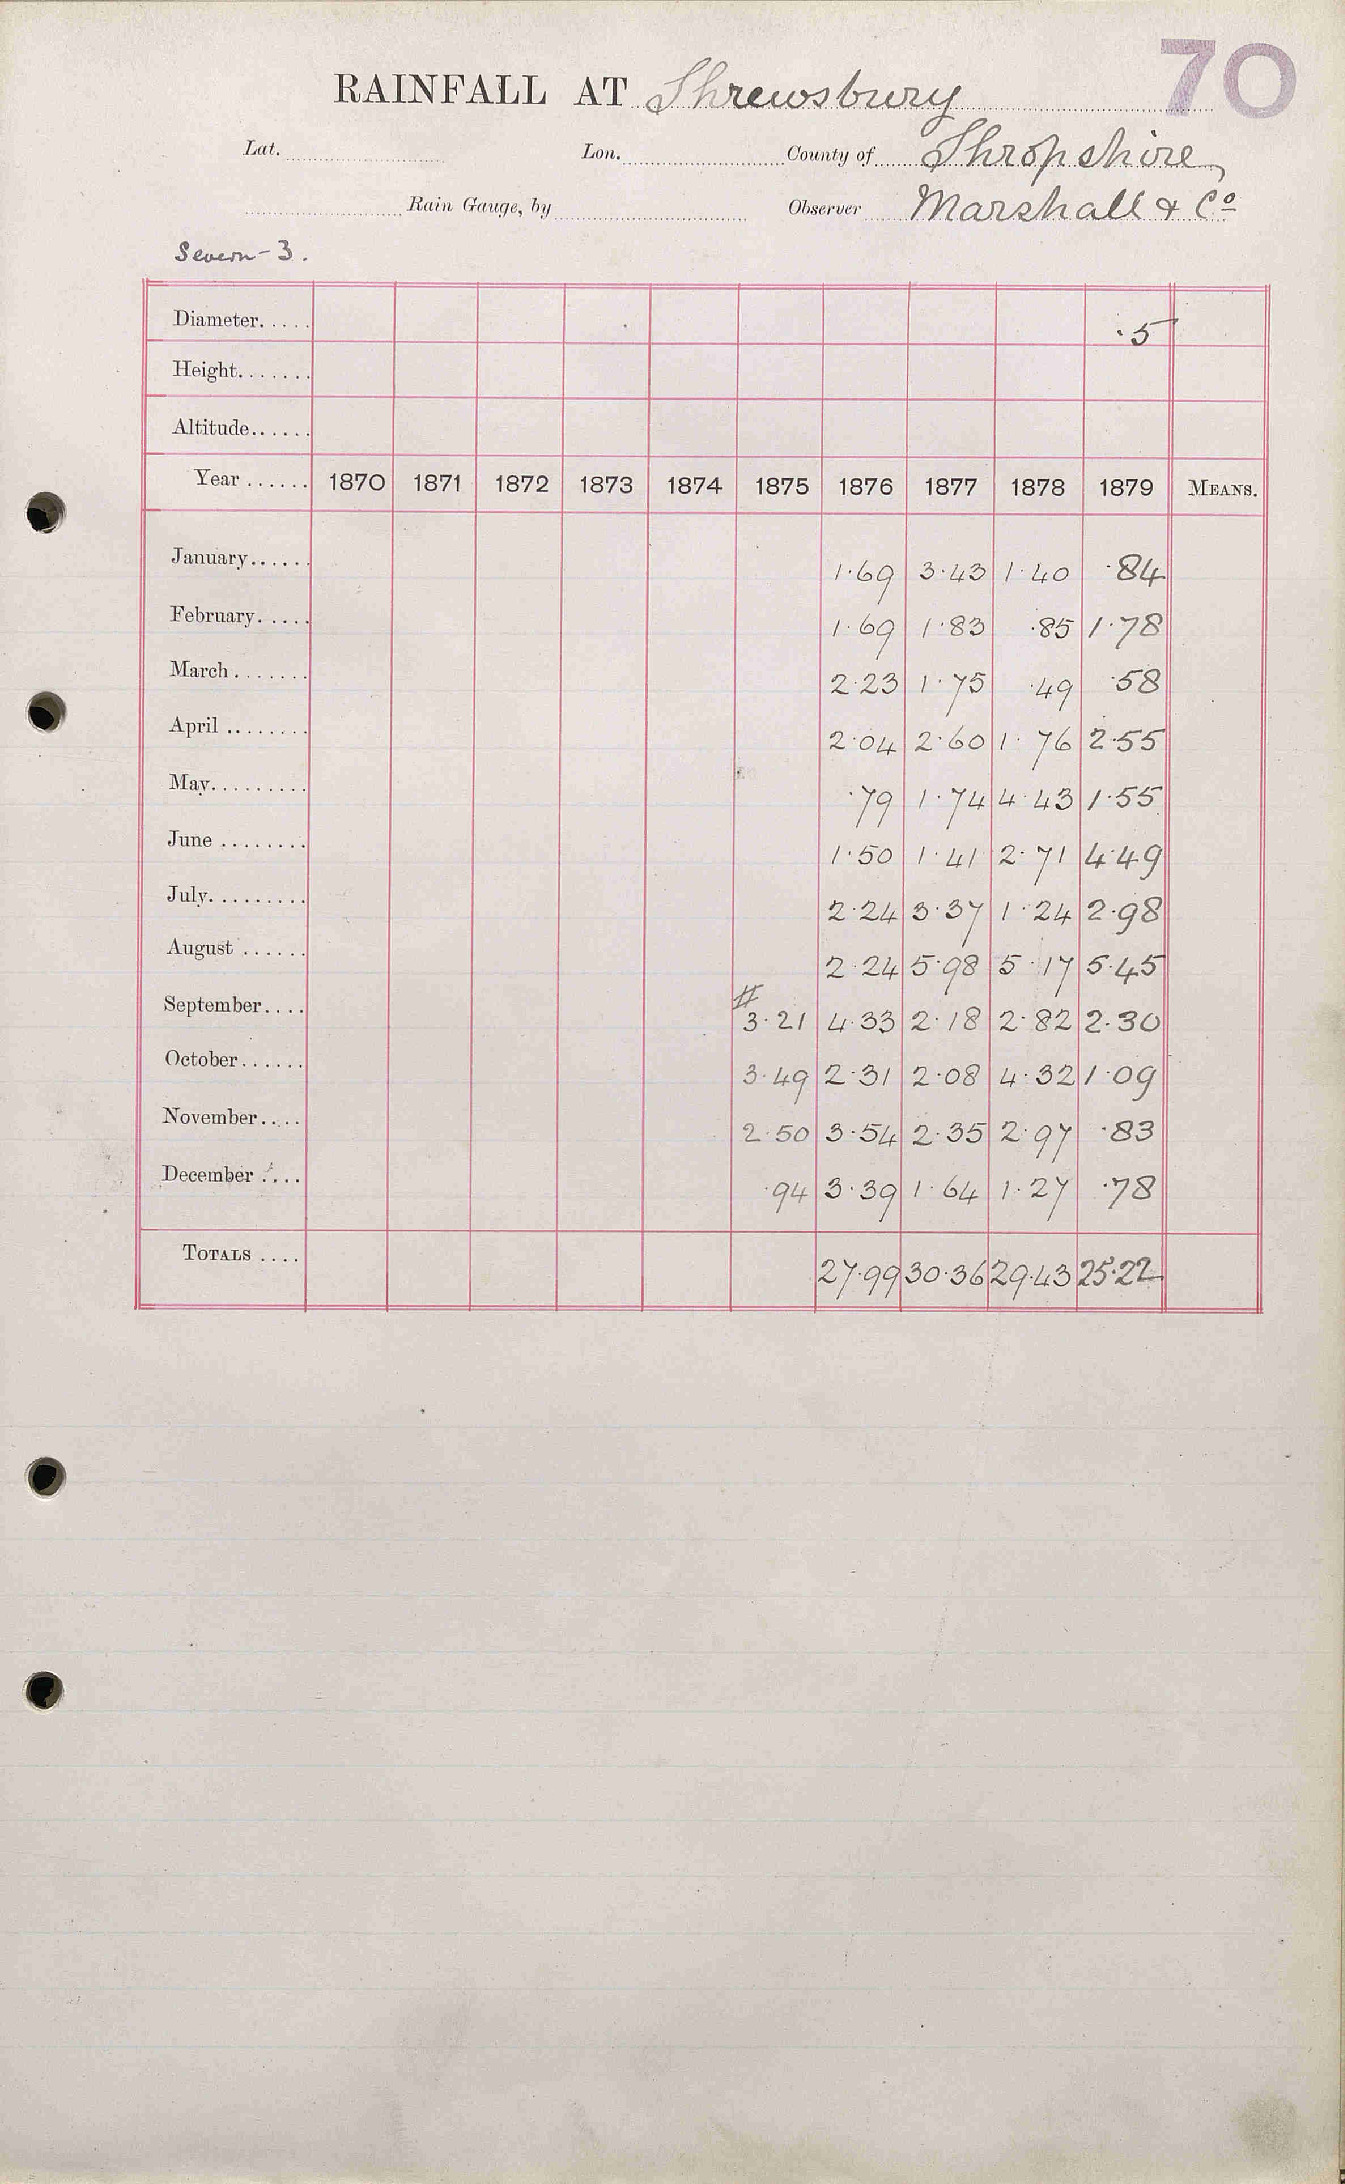 70
RAINFALL AT Shrewsbury
Lat. Lon. County of Shropshire,
Rain Gauge, by Observer Marshall & Co
Severn-3.
Diameter..... ·5
Height.......
Altitude......
Year ...... 1870 1871 1872 1873 1874 1875 1876 1877 1878 1879 MEANS.
January...... 1·69 3·43 1·40 ·84
February..... 1·69 1·83 ·85 1·78
March ....... 2·23 1·75 ·49 ·58
April ........ 2·04 2·60 1·76 2·55
May......... ·79 1·74 4·43 1·55
June ........ 1·50 1·41 2·71 4·49
July......... 2·24 3·37 1·24 2·98
August ...... 2·24 5·98 5·17 5·45
#
September.... 3·21 4·33 2·18 2·82 2·30
October...... 3·49 2·31 2·08 4·32 1·09
November..... 2·50 3·54 2·35 2·97 ·83
December .... ·94 3·39 1·64 1·27 ·78
TOTALS .... 27·99 30·36 29·43 25·22